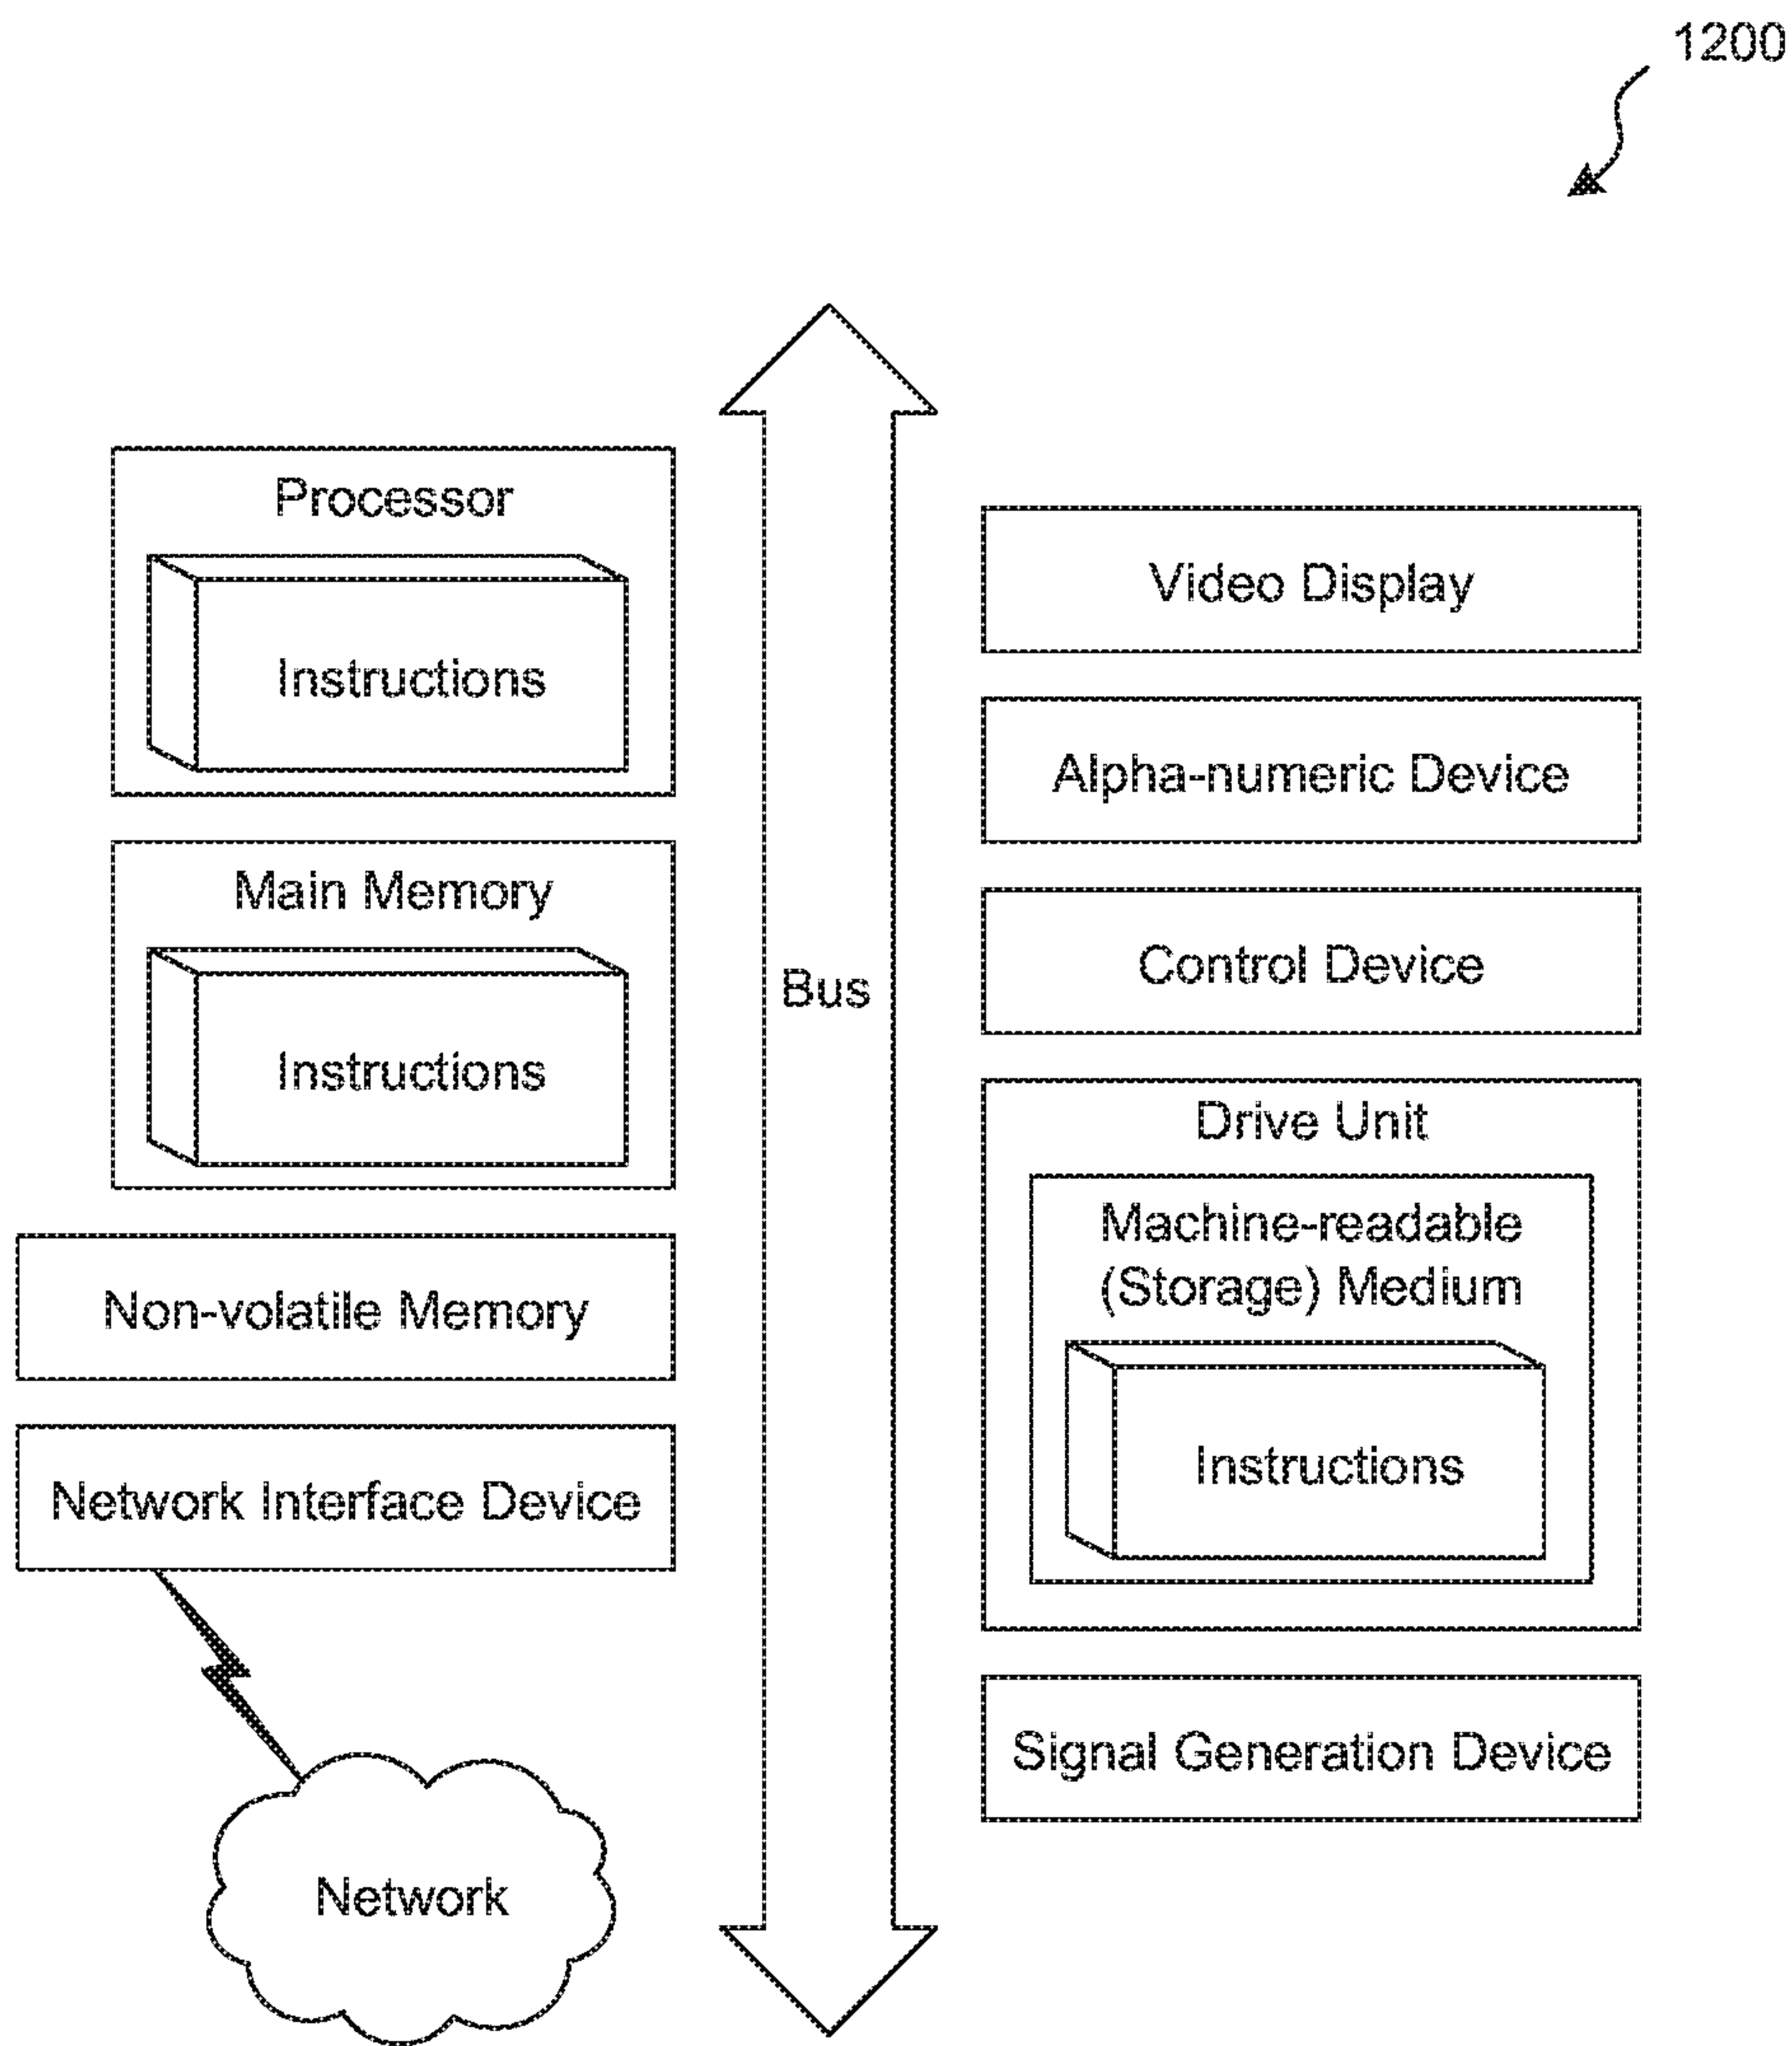 1200
Processor
Instructions
Main Memory
Instructions
Non-volatile Memory
Network Interface Device
Network
Bus
Video Display
Alpha-numeric Device
Control Device
Drive Unit
Machine-readable
(Storage) Medium
Instructions
Signal Generation Device